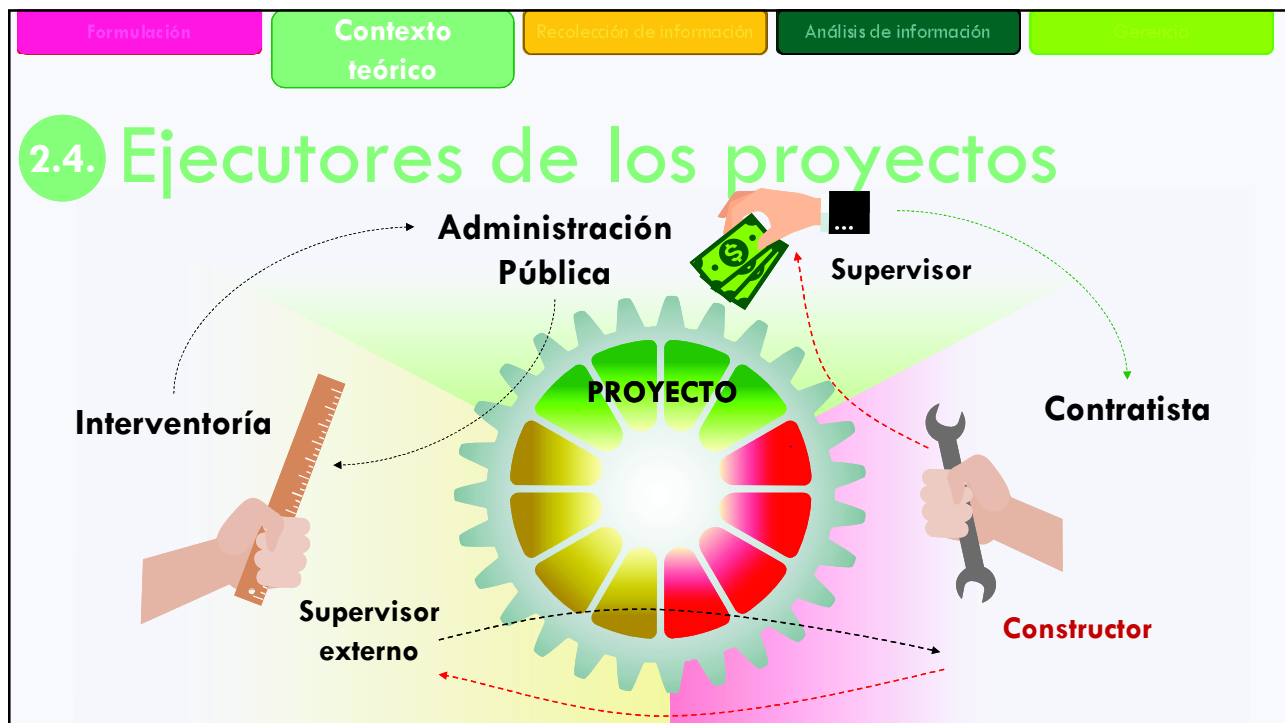 Formulación
Contexto
teórico
Recolección de información
Análisis de información
Gerencia
2.4. Ejecutores de los proyectos
Administración
Pública
Supervisor
PROYECTO
Interventoría
Contratista
Supervisor
externo
Constructor